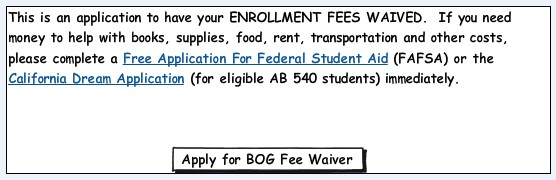 This is an application to have your ENROLLMENT FEES WAIVED.  If you need
money to help with books, supplies, food, rent, transportation and other costs,
please complete a Free Application For Federal Student Aid (FAFSA) or the
California Dream Application (for eligible AB 540 students) immediately.
Apply for BOG Fee Waiver